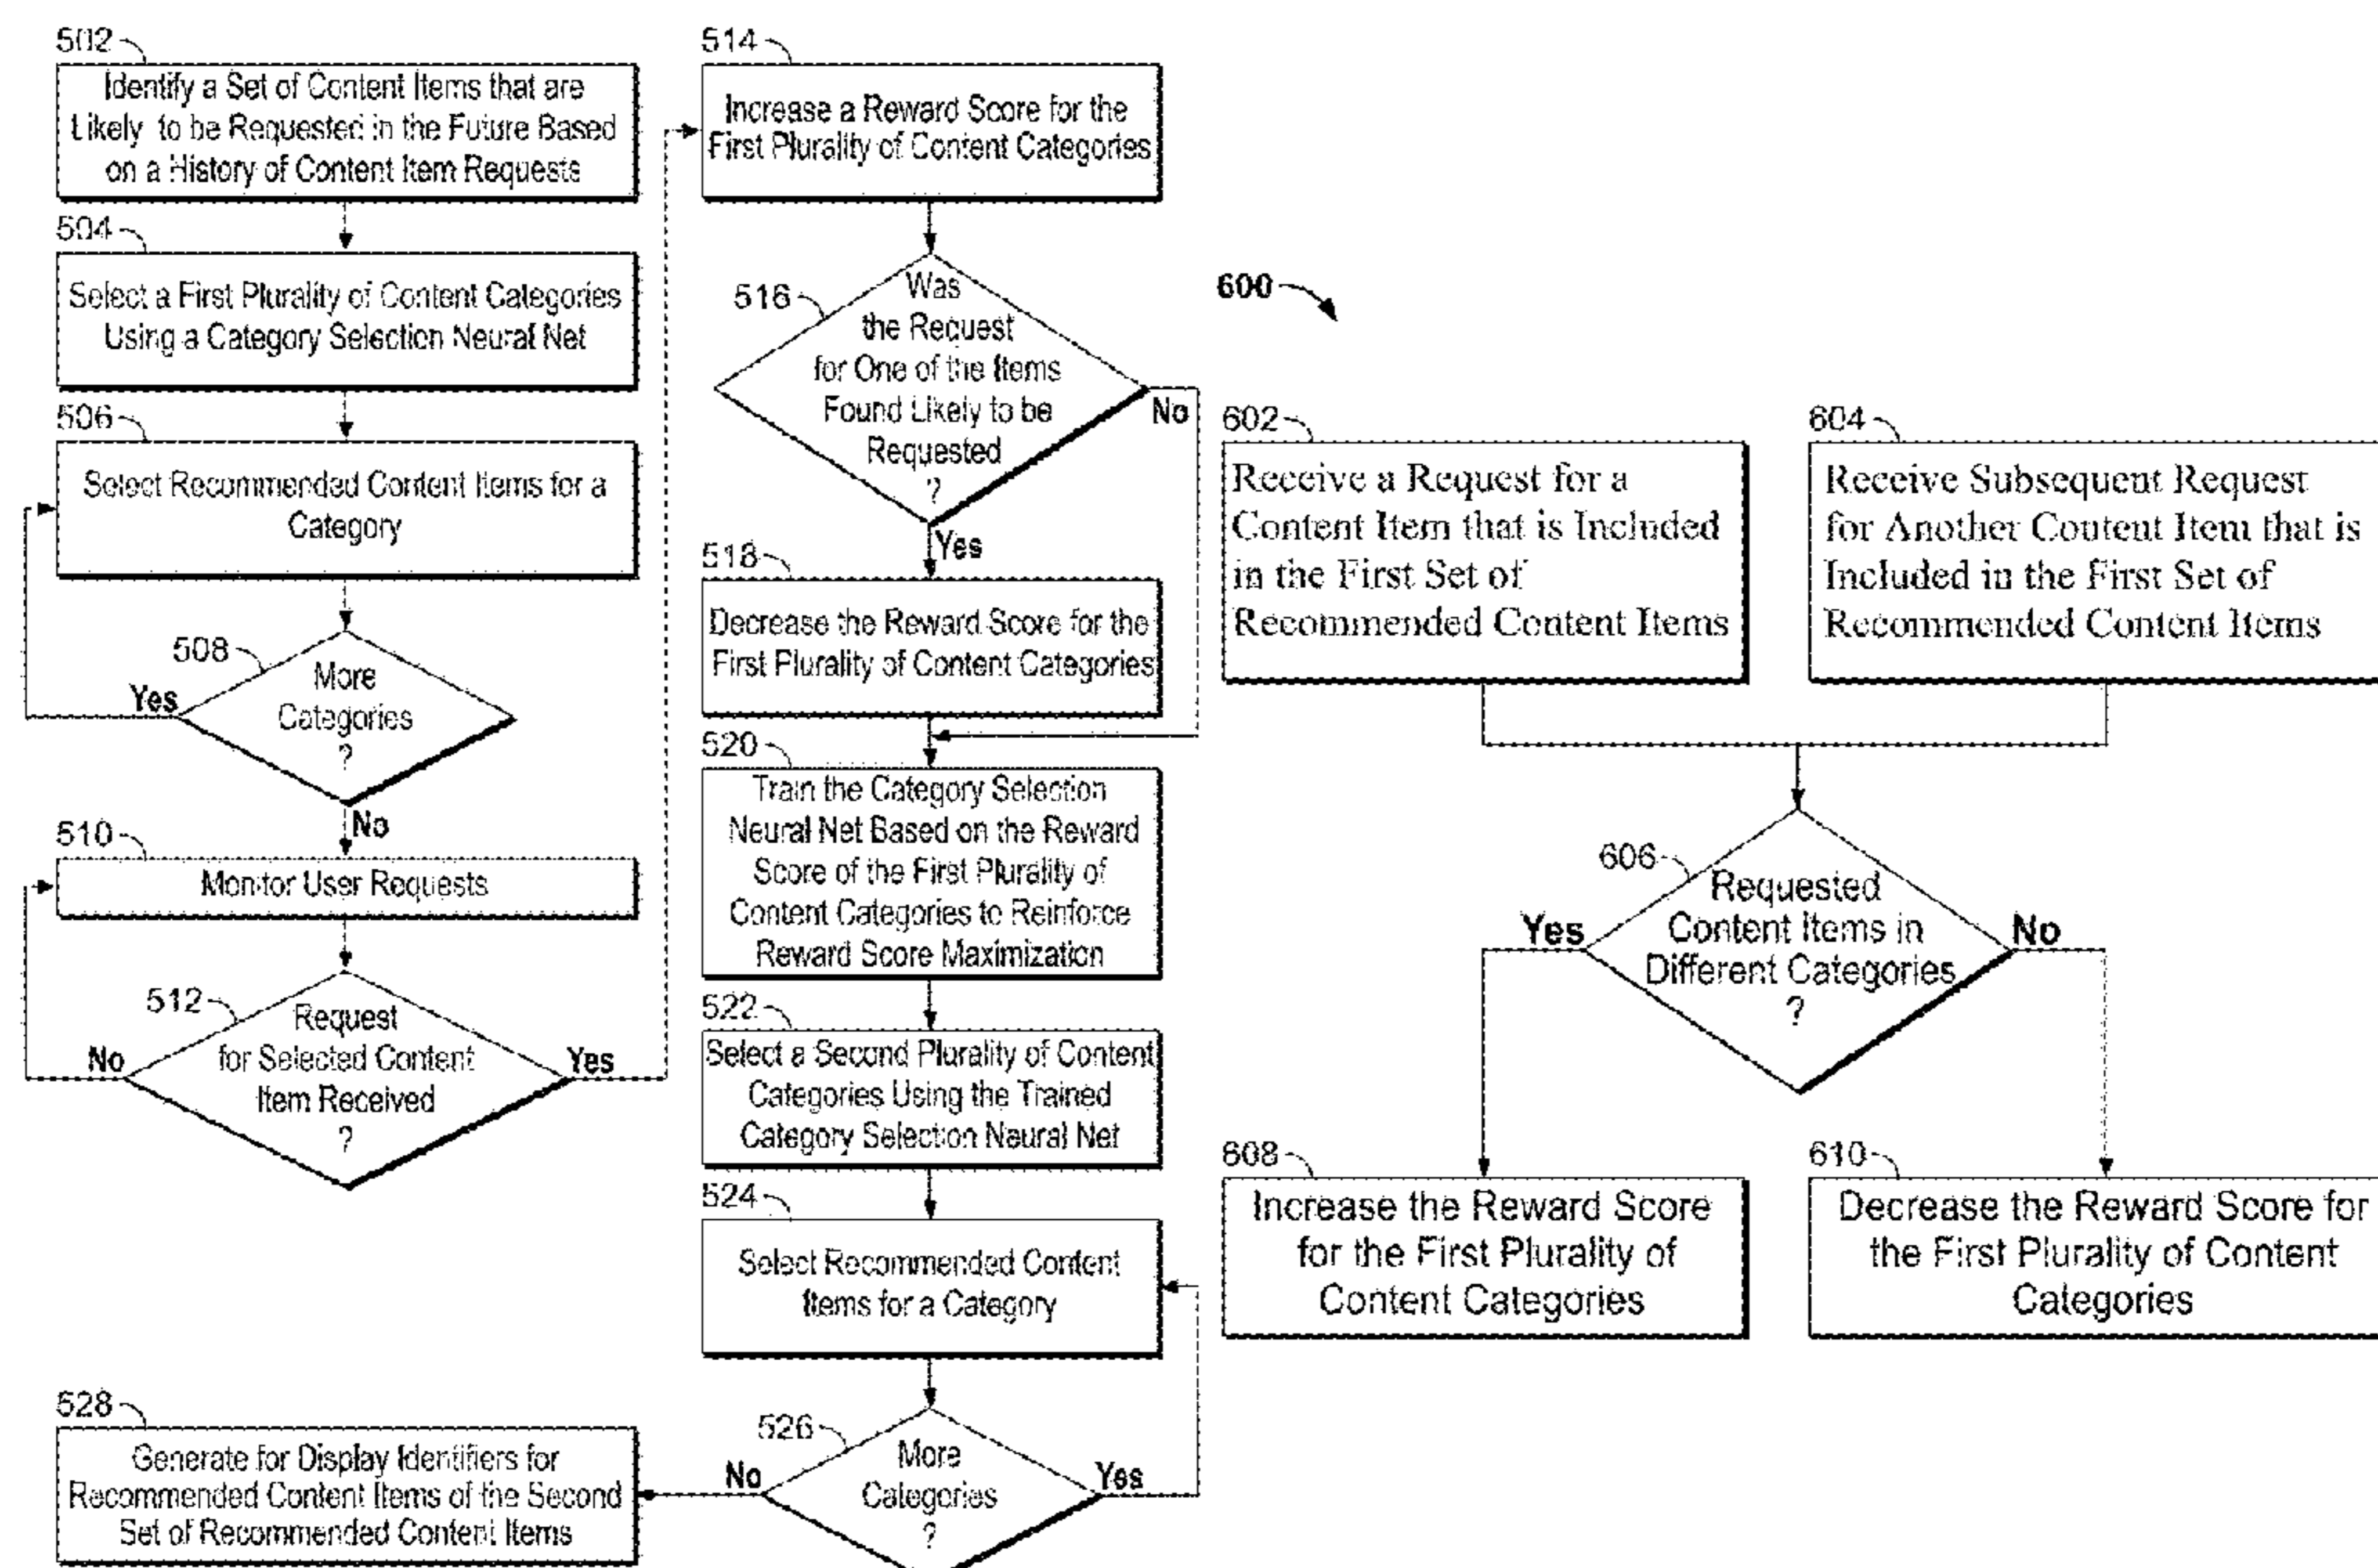 502
Identify a Set of Content Items that are
Likely to be Requested in the Future Based
on a History of Content Item Requests
504
Select a First Plurality of Content Categories
Using a Category Selection Neural Net
506
Select Recommended Content Items for a
Category
508
More
Categories
?
Yes
No
510
Monitor User Requests
512
Request
for Selected Content
Item Received
?
No
Yes
514
Increase a Reward Score for the
First Plurality of Content Categories
516
Was
the Request
for One of the Items
Found Likely to be
Requested
?
No
Yes
518
Decrease the Reward Score for the
First Plurality of Content Categories
520
Train the Category Selection
Neural Net Based on the Reward
Score of the First Plurality of
Content Categories to Reinforce
Reward Score Maximization
522
Select a Second Plurality of Content
Categories Using the Trained
Category Selection Neural Net
524
Select Recommended Content
Items for a Category
526
More
Categories
?
No
Yes
528
Generate for Display Identifiers for
Recommended Content Items of the Second
Set of Recommended Content Items
600
602
Receive a Request for a
Content Item that is Included
in the First Set of
Recommended Content Items
604
Receive Subsequent Request
for Another Content Item that is
Included in the First Set of
Recommended Content Items
606
Requested
Content Items in
Different Categories
?
Yes
No
608
Increase the Reward Score
for the First Plurality of
Content Categories
610
Decrease the Reward Score for
the First Plurality of Content
Categories